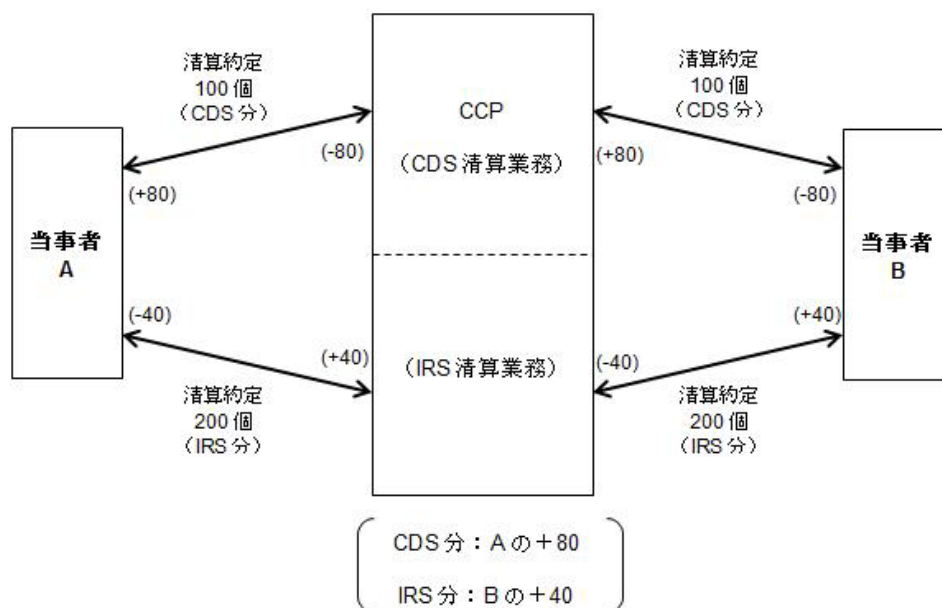 清算約定
100個
（CDS分）
清算約定
100個
（CDS分）
CCP
（CDS清算業務）
(-80)
(+80)
(+80)
(-80)
当事者
A
当事者
B
(-40)
(+40)
(+40)
(-40)
（IRS清算業務）
清算約定
200個
（IRS分）
清算約定
200個
（IRS分）
CDS分：Aの＋80
IRS分：Bの＋40